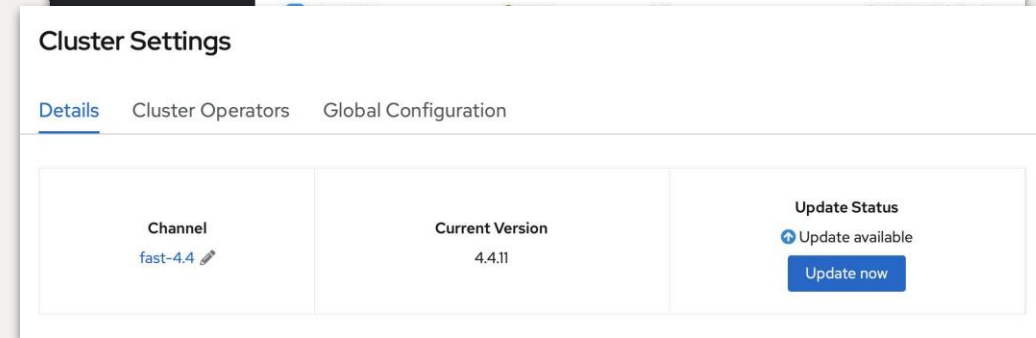 Cluster Settings
Details Cluster Operators Global Configuration
Channel
fast-4.4
Current Version
4.4.11
Update Status
Update available
Update now